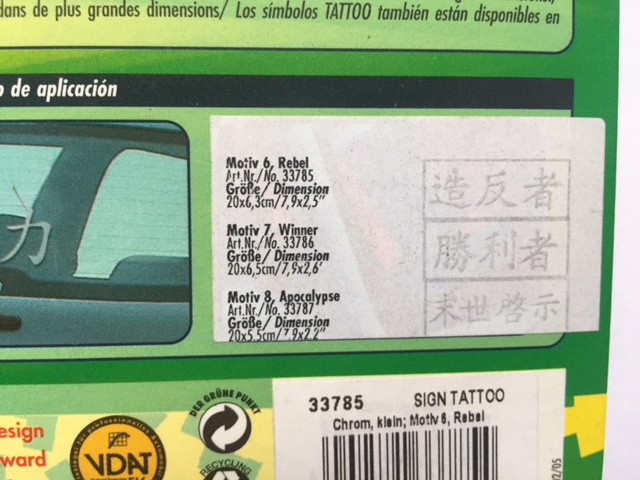 dans de plus grandes dimensions/ Los símbolos TATTOO también están disponibles en
o de aplicación
力
Motiv 6, Rebel
Art.Nr./No. 33785
Größe/Dimension
20x6,3cm/7,9x2,5"
造反者
Motiv 7, Winner
Art.Nr./No. 33786
Größe/Dimension
20x6,5cm/7,9x2,6'
勝利者
Motiv 8, Apocalypse
Art.Nr./No. 33787
Größe/Dimension
20x5,5cm/7,9x2,2"
末世啓示
esign
ward
VDAT
DER GRÜNE PUNKT
RECYCLING
33785 SIGN TATTOO
Chrom, klein; Motiv 6, Rebel
02/05